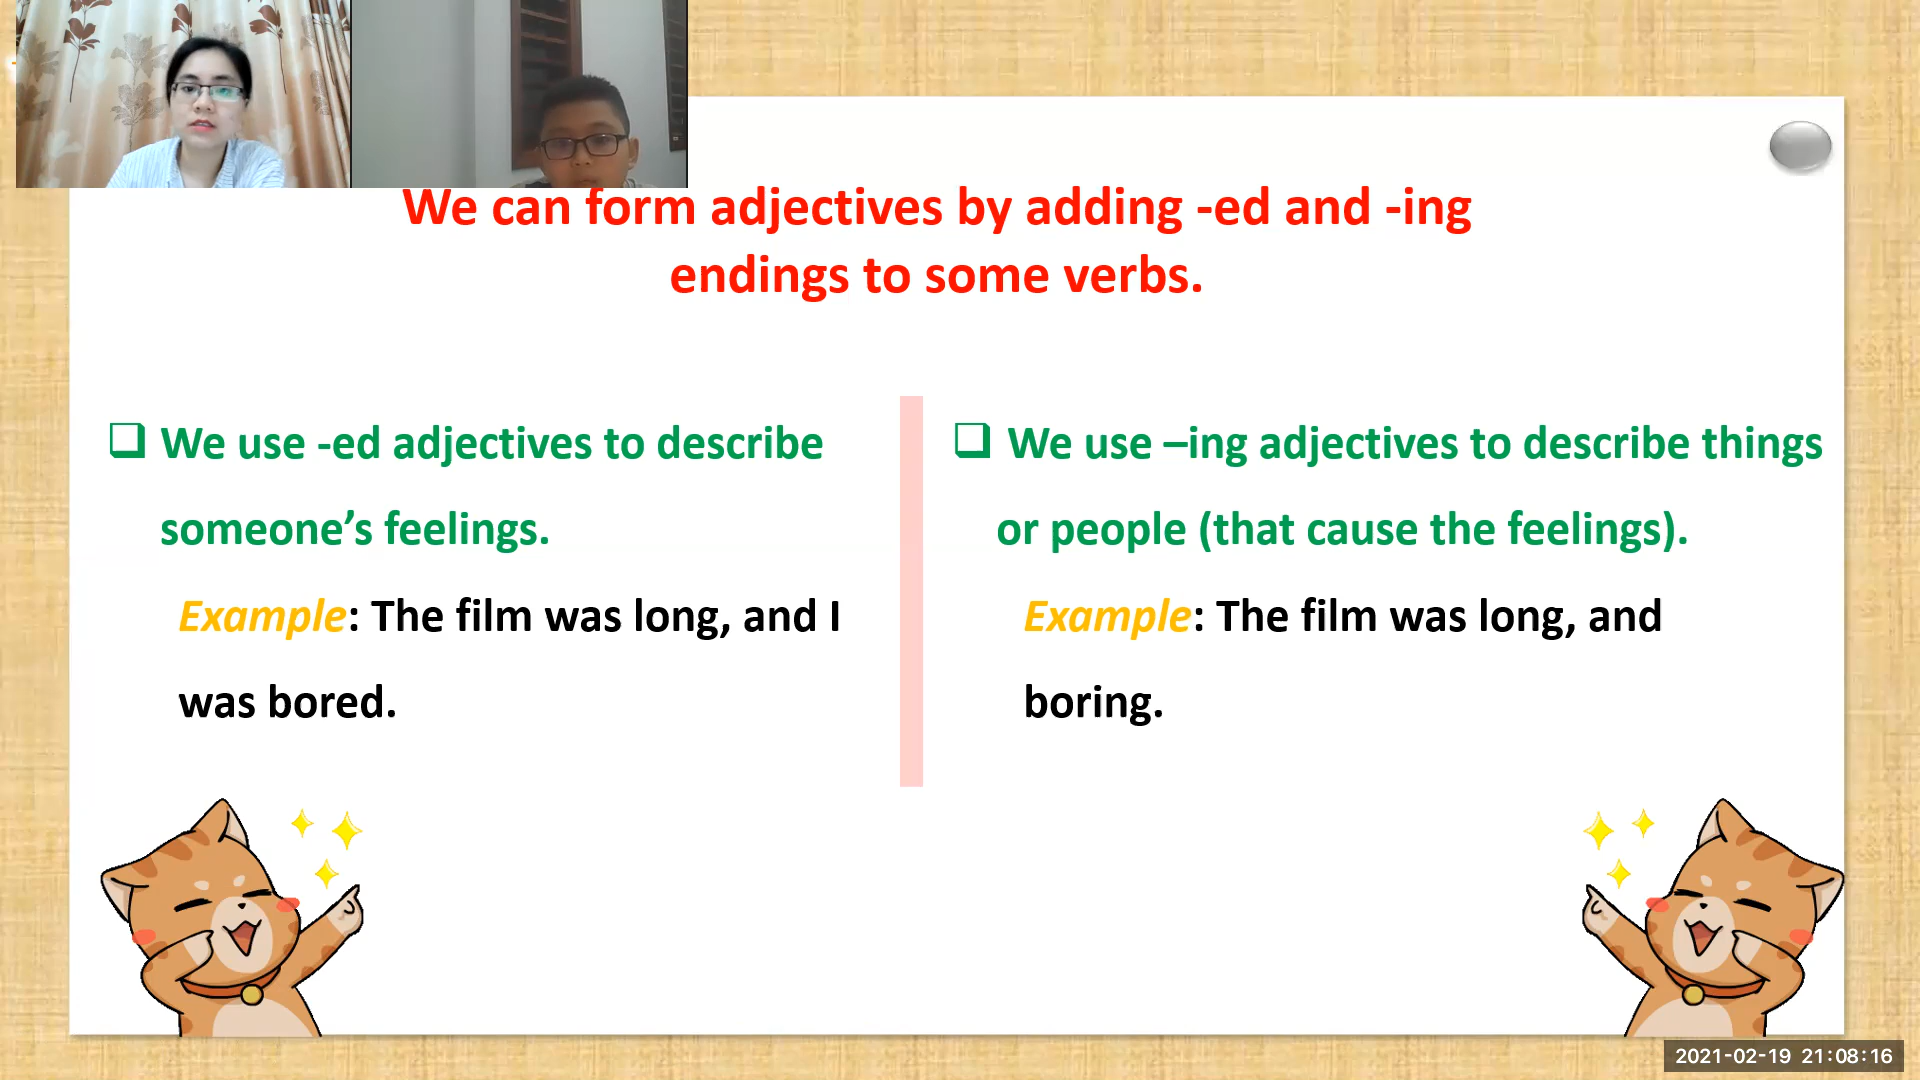 We can form adjectives by adding -ed and -ing
endings to some verbs.
❑ We use -ed adjectives to describe
someone’s feelings.
Example: The film was long, and I
was bored.
❑ We use –ing adjectives to describe things
or people (that cause the feelings).
Example: The film was long, and
boring.
2021-02-19 21:08:16